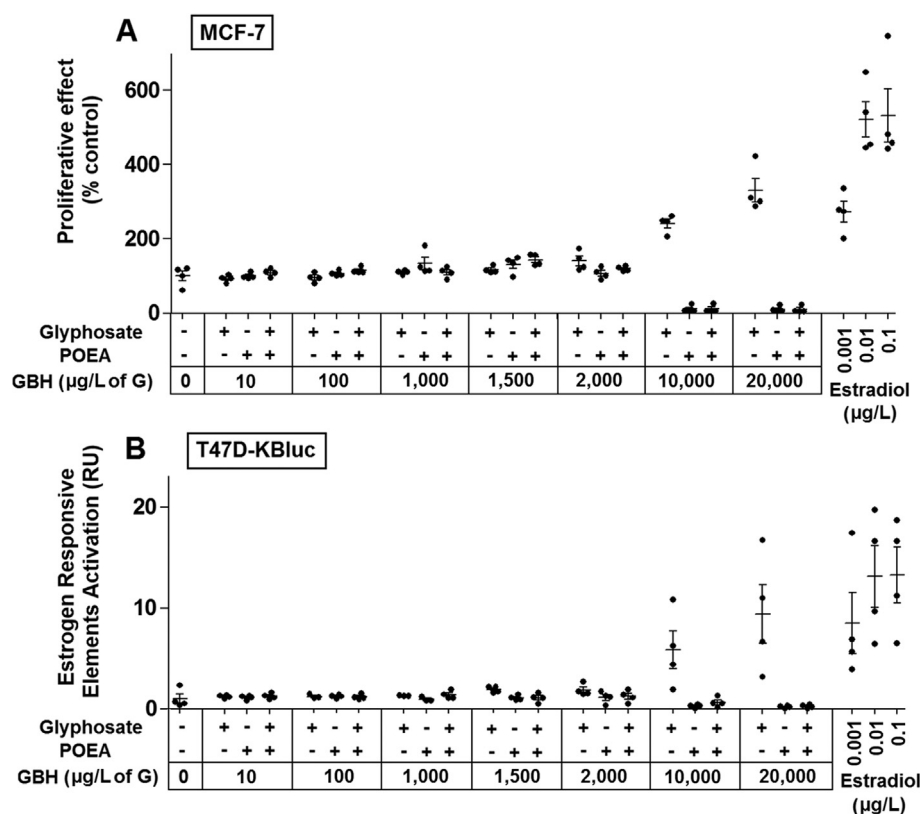 A
MCF-7
Proliferative effect
(% control)
600
400
200
0
Glyphosate - + - + + - + + - + + - + + - + + - + + - +
POEA - - + + - + + - + + - + + - + + - + + - + +
GBH (µg/L of G) 0 10 100 1,000 1,500 2,000 10,000 20,000
0.001 0.01 0.1
Estradiol
(µg/L)
B
T47D-KBluc
Estrogen Responsive
Elements Activation (RU)
20
10
0
Glyphosate - + - + + - + + - + + - + + - + + - + + - +
POEA - - + + - + + - + + - + + - + + - + + - + +
GBH (µg/L of G) 0 10 100 1,000 1,500 2,000 10,000 20,000
0.001 0.01 0.1
Estradiol
(µg/L)